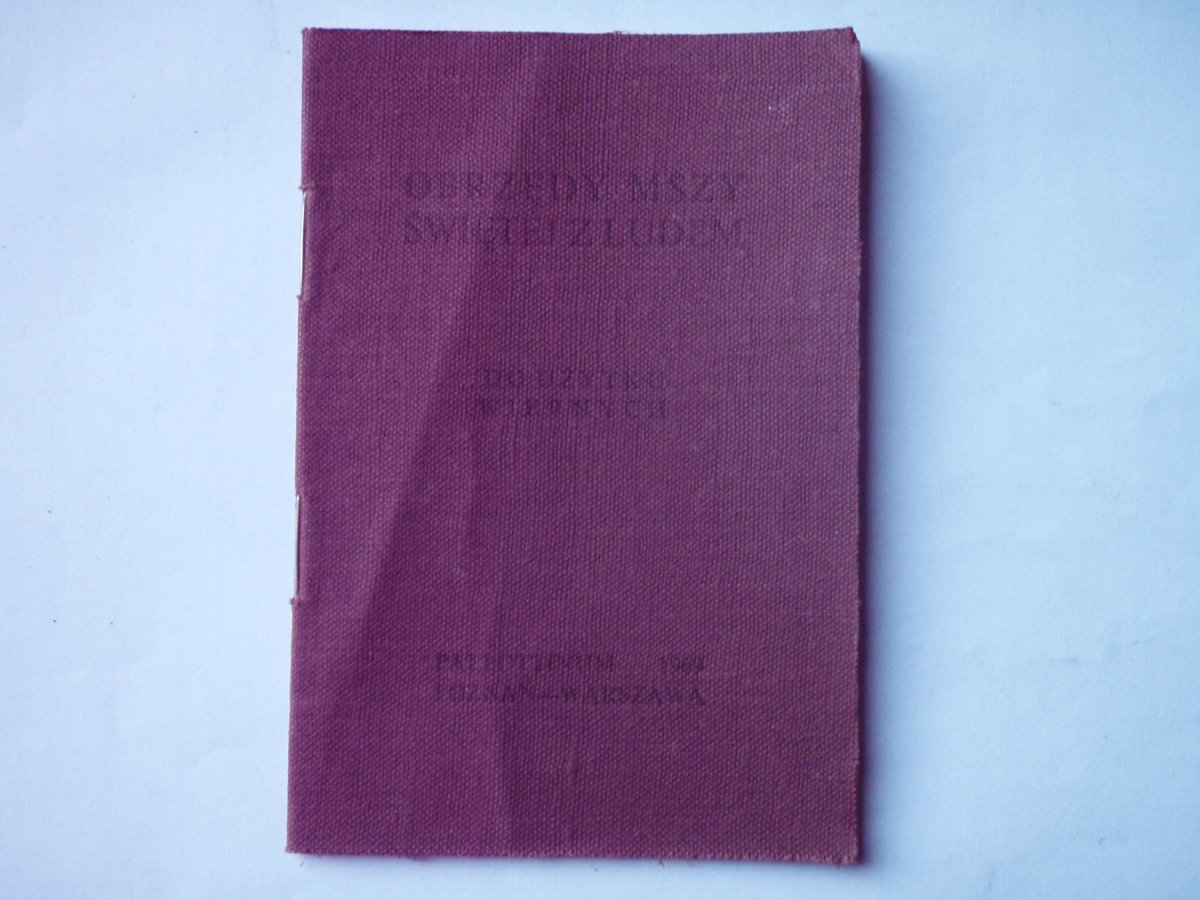 OBRZĘDY MSZY
ŚWIĘTEJ Z LUDEM
DO UŻYTKU
WIERNYCH
PALLOTTINUM
POZNAŃ—WARSZAWA